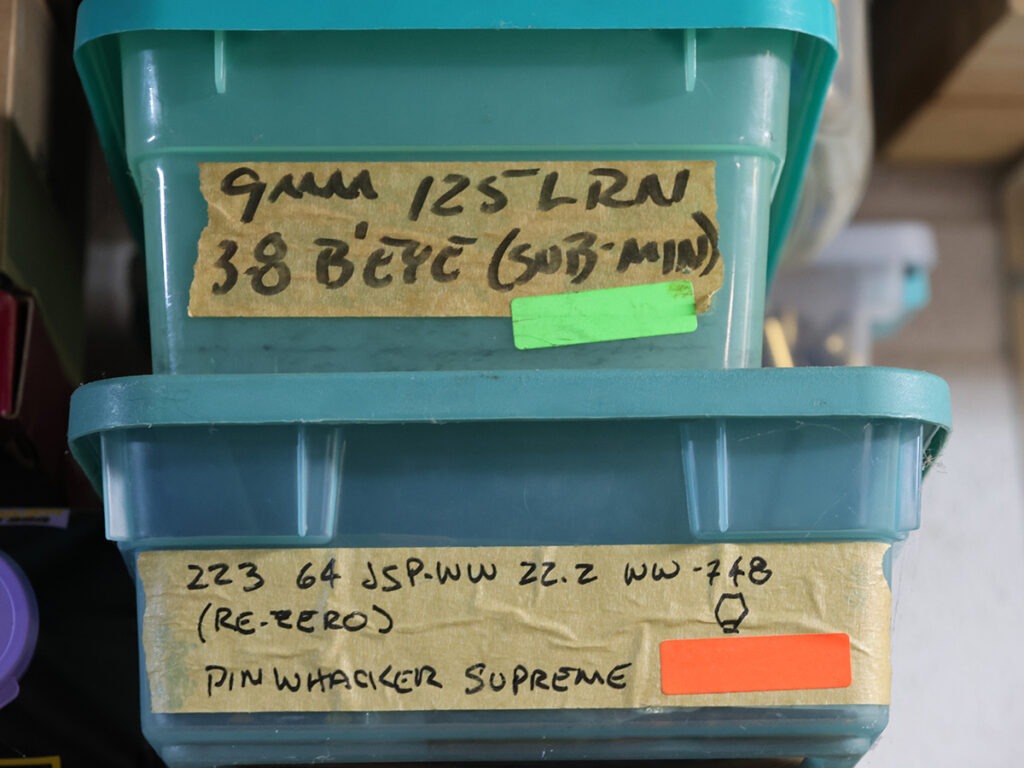 9MM 125 LRN
3.8 B'EYE (SUB-MIN)
223 64 JSP-WW 22.2 WW-748
(RE-ZERO)
PINWHACKER SUPREME